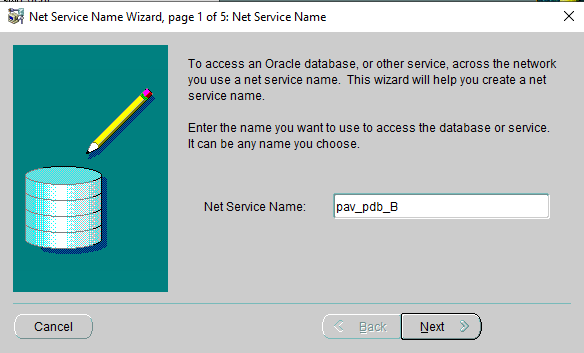 Net Service Name Wizard, page 1 of 5: Net Service Name
To access an Oracle database, or other service, across the network
you use a net service name. This wizard will help you create a net
service name.
Enter the name you want to use to access the database or service.
It can be any name you choose.
Net Service Name: pav_pdb_B
Cancel Back Next